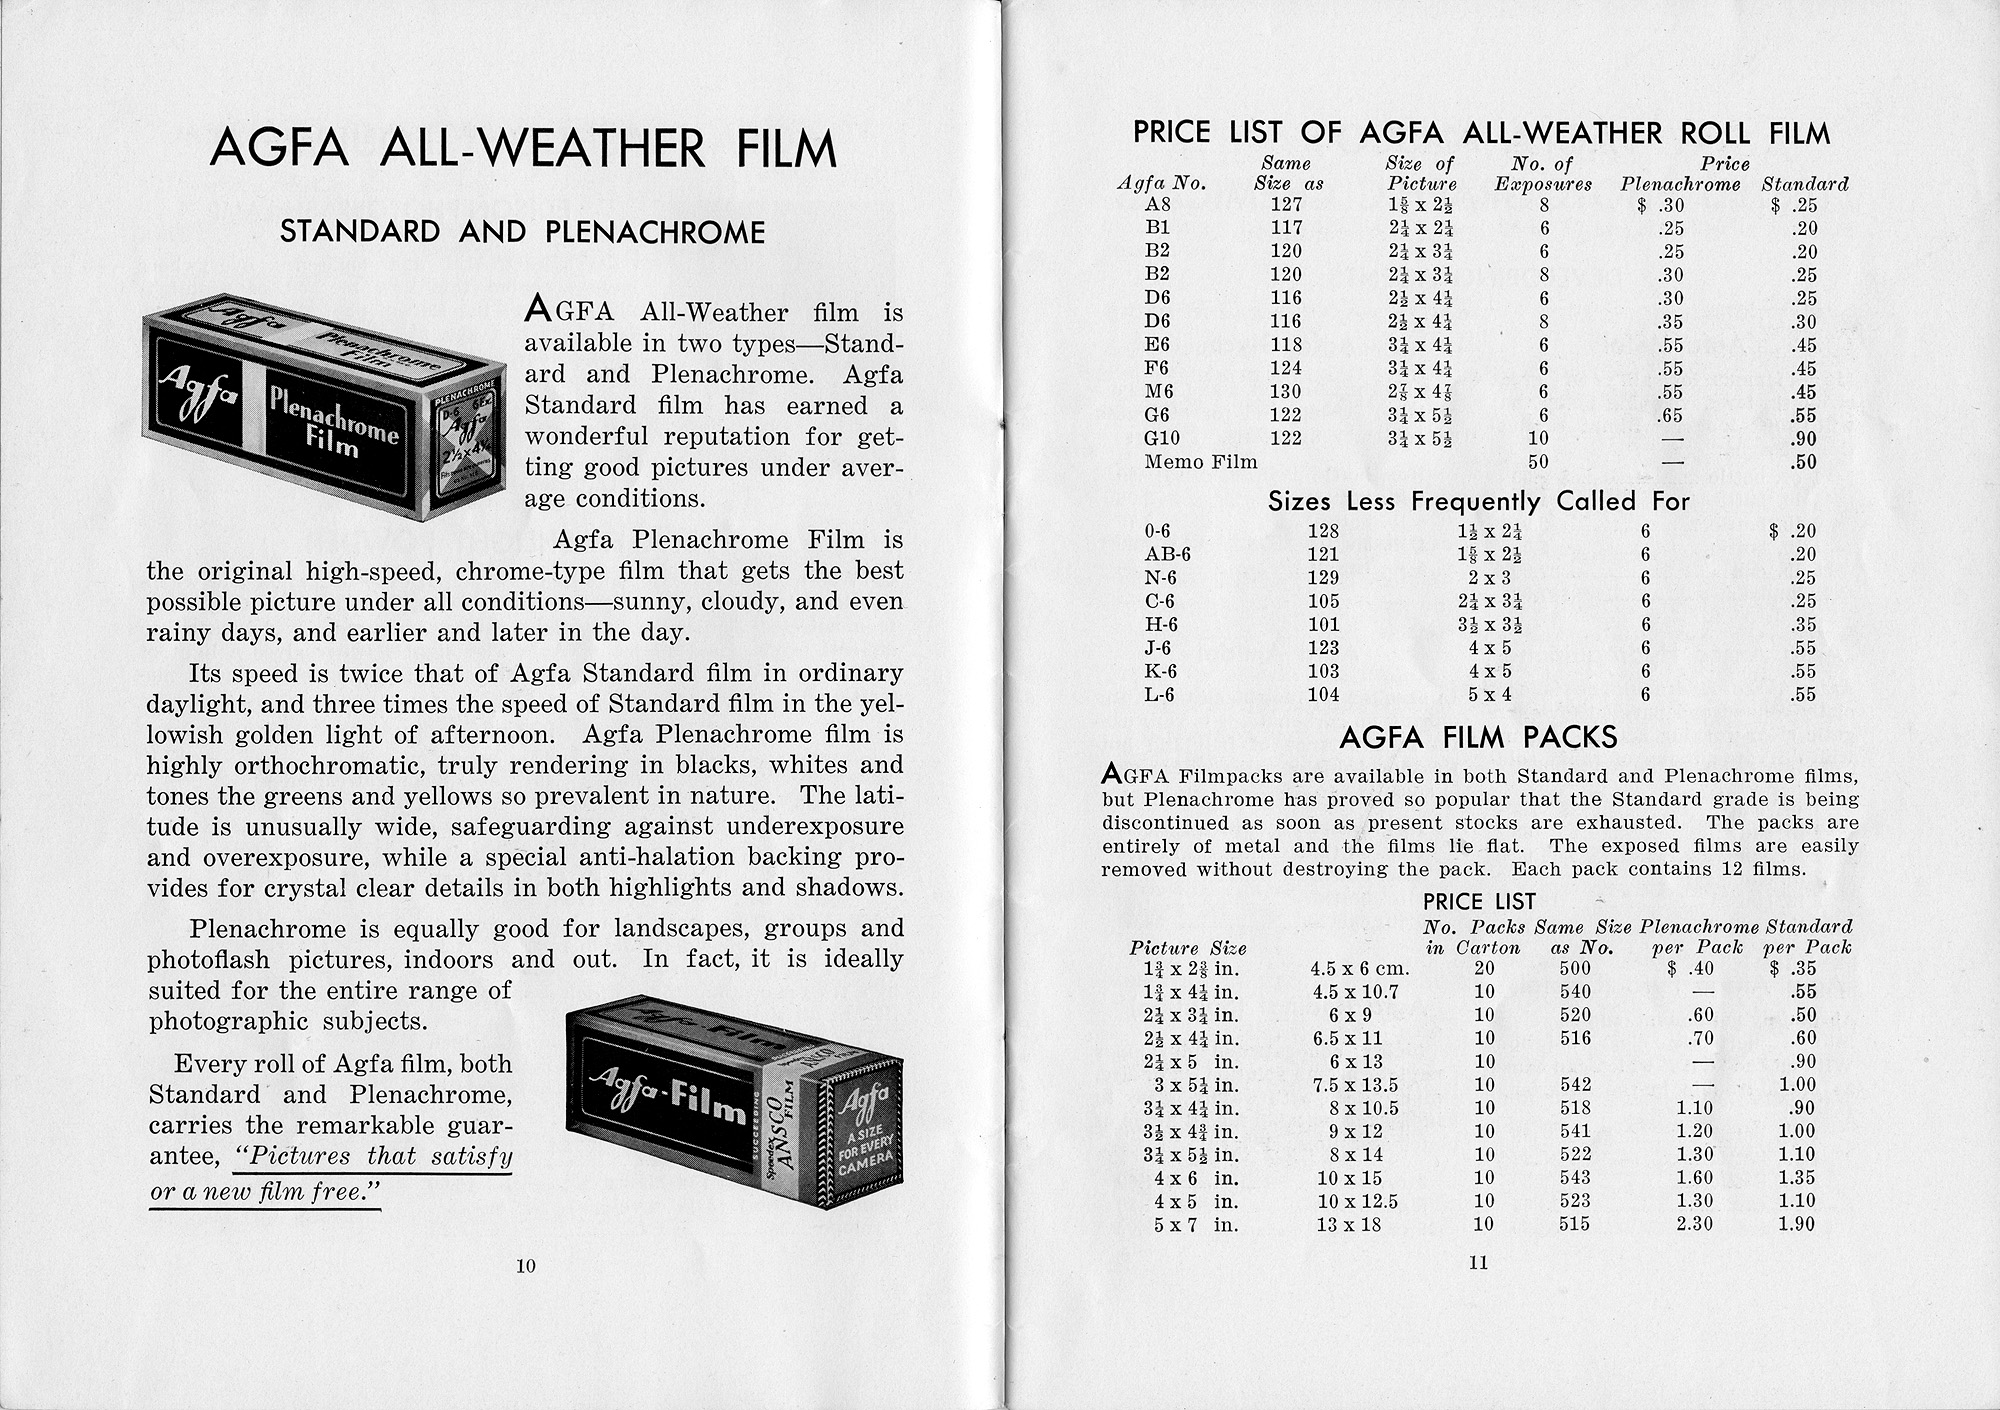 AGFA ALL-WEATHER FILM
STANDARD AND PLENACHROME
Agfa
Plenachrome
Film
Agfa
Plenachrome
Film
PLENACHROME
D-6 6Ex
Agfa
2½x4¼
AGFA All-Weather film is
available in two types—Stand-
ard and Plenachrome. Agfa
Standard film has earned a
wonderful reputation for get-
ting good pictures under aver-
age conditions.
Agfa Plenachrome Film is
the original high-speed, chrome-type film that gets the best
possible picture under all conditions—sunny, cloudy, and even
rainy days, and earlier and later in the day.
Its speed is twice that of Agfa Standard film in ordinary
daylight, and three times the speed of Standard film in the yel-
lowish golden light of afternoon. Agfa Plenachrome film is
highly orthochromatic, truly rendering in blacks, whites and
tones the greens and yellows so prevalent in nature. The lati-
tude is unusually wide, safeguarding against underexposure
and overexposure, while a special anti-halation backing pro-
vides for crystal clear details in both highlights and shadows.
Plenachrome is equally good for landscapes, groups and
photoflash pictures, indoors and out. In fact, it is ideally
suited for the entire range of
photographic subjects.
Every roll of Agfa film, both
Standard and Plenachrome,
carries the remarkable guar-
antee, “Pictures that satisfy
or a new film free.”
Agfa-Film
ANSCO
Agfa-Film
SUCCEEDING
Speedex
ANSCO
FILM
Agfa
A SIZE
FOR EVERY
CAMERA
10
PRICE LIST OF AGFA ALL-WEATHER ROLL FILM
Same Size of No. of Price
Agfa No. Size as Picture Exposures Plenachrome Standard
A8 127 1⅝ x 2½ 8 $ .30 $ .25
B1 117 2¼ x 2¼ 6 .25 .20
B2 120 2¼ x 3¼ 6 .25 .20
B2 120 2¼ x 3¼ 8 .30 .25
D6 116 2½ x 4¼ 6 .30 .25
D6 116 2½ x 4¼ 8 .35 .30
E6 118 3¼ x 4¼ 6 .55 .45
F6 124 3¼ x 4¼ 6 .55 .45
M6 130 2⅞ x 4⅞ 6 .55 .45
G6 122 3¼ x 5½ 6 .65 .55
G10 122 3¼ x 5½ 10 — .90
Memo Film 50 — .50
Sizes Less Frequently Called For
0-6 128 1½ x 2¼ 6 $ .20
AB-6 121 1⅝ x 2½ 6 .20
N-6 129 2 x 3 6 .25
C-6 105 2¼ x 3¼ 6 .25
H-6 101 3½ x 3½ 6 .35
J-6 123 4 x 5 6 .55
K-6 103 4 x 5 6 .55
L-6 104 5 x 4 6 .55
AGFA FILM PACKS
AGFA Filmpacks are available in both Standard and Plenachrome films,
but Plenachrome has proved so popular that the Standard grade is being
discontinued as soon as present stocks are exhausted. The packs are
entirely of metal and the films lie flat. The exposed films are easily
removed without destroying the pack. Each pack contains 12 films.
PRICE LIST
No. Packs Same Size Plenachrome Standard
Picture Size in Carton as No. per Pack per Pack
1¾ x 2⅜ in. 4.5 x 6 cm. 20 500 $ .40 $ .35
1¾ x 4¼ in. 4.5 x 10.7 10 540 — .55
2¼ x 3¼ in. 6 x 9 10 520 .60 .50
2½ x 4¼ in. 6.5 x 11 10 516 .70 .60
2¼ x 5 in. 6 x 13 10 — .90
3 x 5¼ in. 7.5 x 13.5 10 542 — 1.00
3¼ x 4¼ in. 8 x 10.5 10 518 1.10 .90
3½ x 4¾ in. 9 x 12 10 541 1.20 1.00
3¼ x 5½ in. 8 x 14 10 522 1.30 1.10
4 x 6 in. 10 x 15 10 543 1.60 1.35
4 x 5 in. 10 x 12.5 10 523 1.30 1.10
5 x 7 in. 13 x 18 10 515 2.30 1.90
11